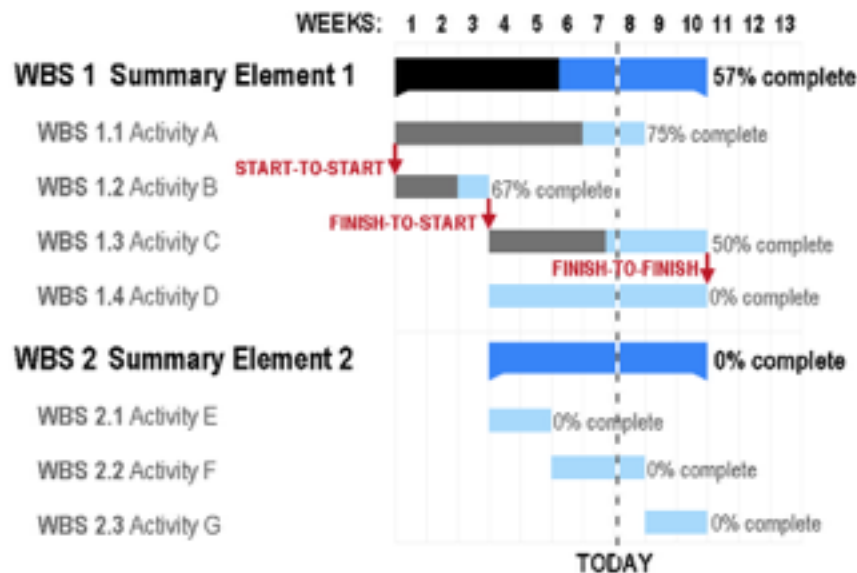 WEEKS: 1 2 3 4 5 6 7 8 9 10 11 12 13
WBS 1 Summary Element 1 57% complete
WBS 1.1 Activity A 75% complete
START-TO-START
WBS 1.2 Activity B 67% complete
FINISH-TO-START
WBS 1.3 Activity C 50% complete
FINISH-TO-FINISH
WBS 1.4 Activity D 0% complete
WBS 2 Summary Element 2 0% complete
WBS 2.1 Activity E 0% complete
WBS 2.2 Activity F 0% complete
WBS 2.3 Activity G 0% complete
TODAY